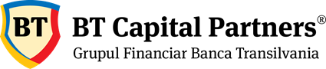 BT
BT Capital Partners®
Grupul Financiar Banca Transilvania